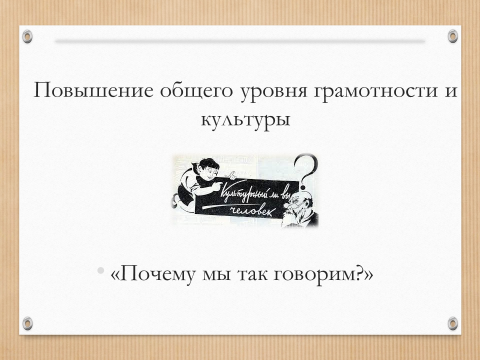 Повышение общего уровня грамотности и
культуры
Культурный ли вы
человек
?
• «Почему мы так говорим?»